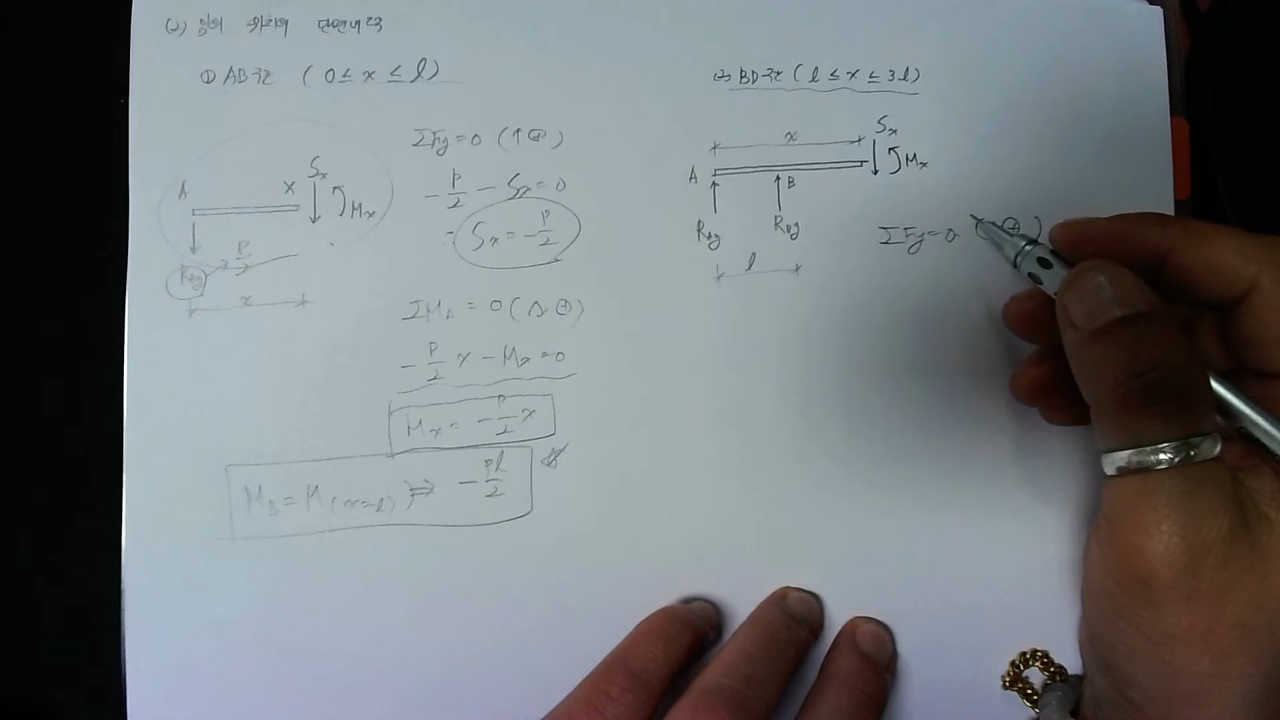 (2) 임의 위치의 단면내력
① AB구간 ( 0 ≤ x ≤ l )
A
x
Sx
Mx
P/2
x
ΣFy = 0 (↑⊕)
- P/2 - Sx = 0
Sx = - P/2
ΣMA = 0 ( ⊕)
- P/2 x - Mx = 0
Mx = - P/2 x
MB = M(x=l) ⇒ - Pl/2
② BD구간 ( l ≤ x ≤ 3l )
x
Sx
Mx
A
B
RAy
RBy
l
ΣFy = 0 ( ⊕ )